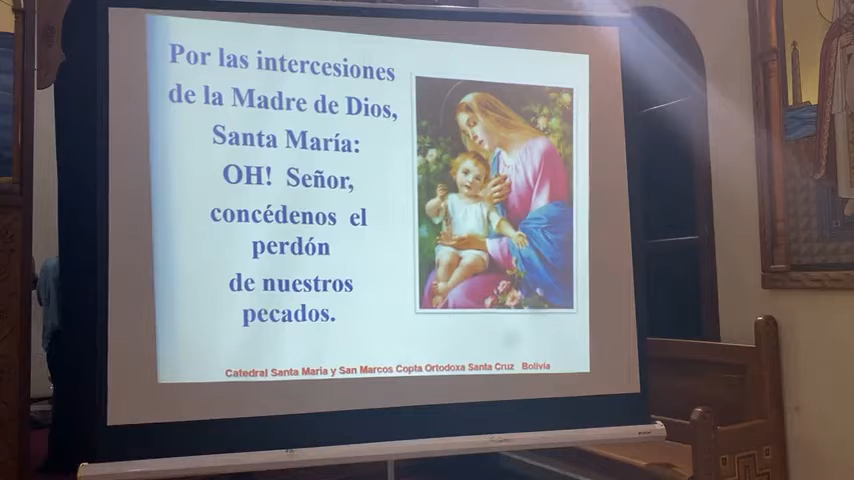 Por las intercesiones
de la Madre de Dios,
Santa María:
OH! Señor,
concédenos el
perdón
de nuestros
pecados.
Catedral Santa Maria y San Marcos Copta Ortodoxa Santa Cruz Bolivia